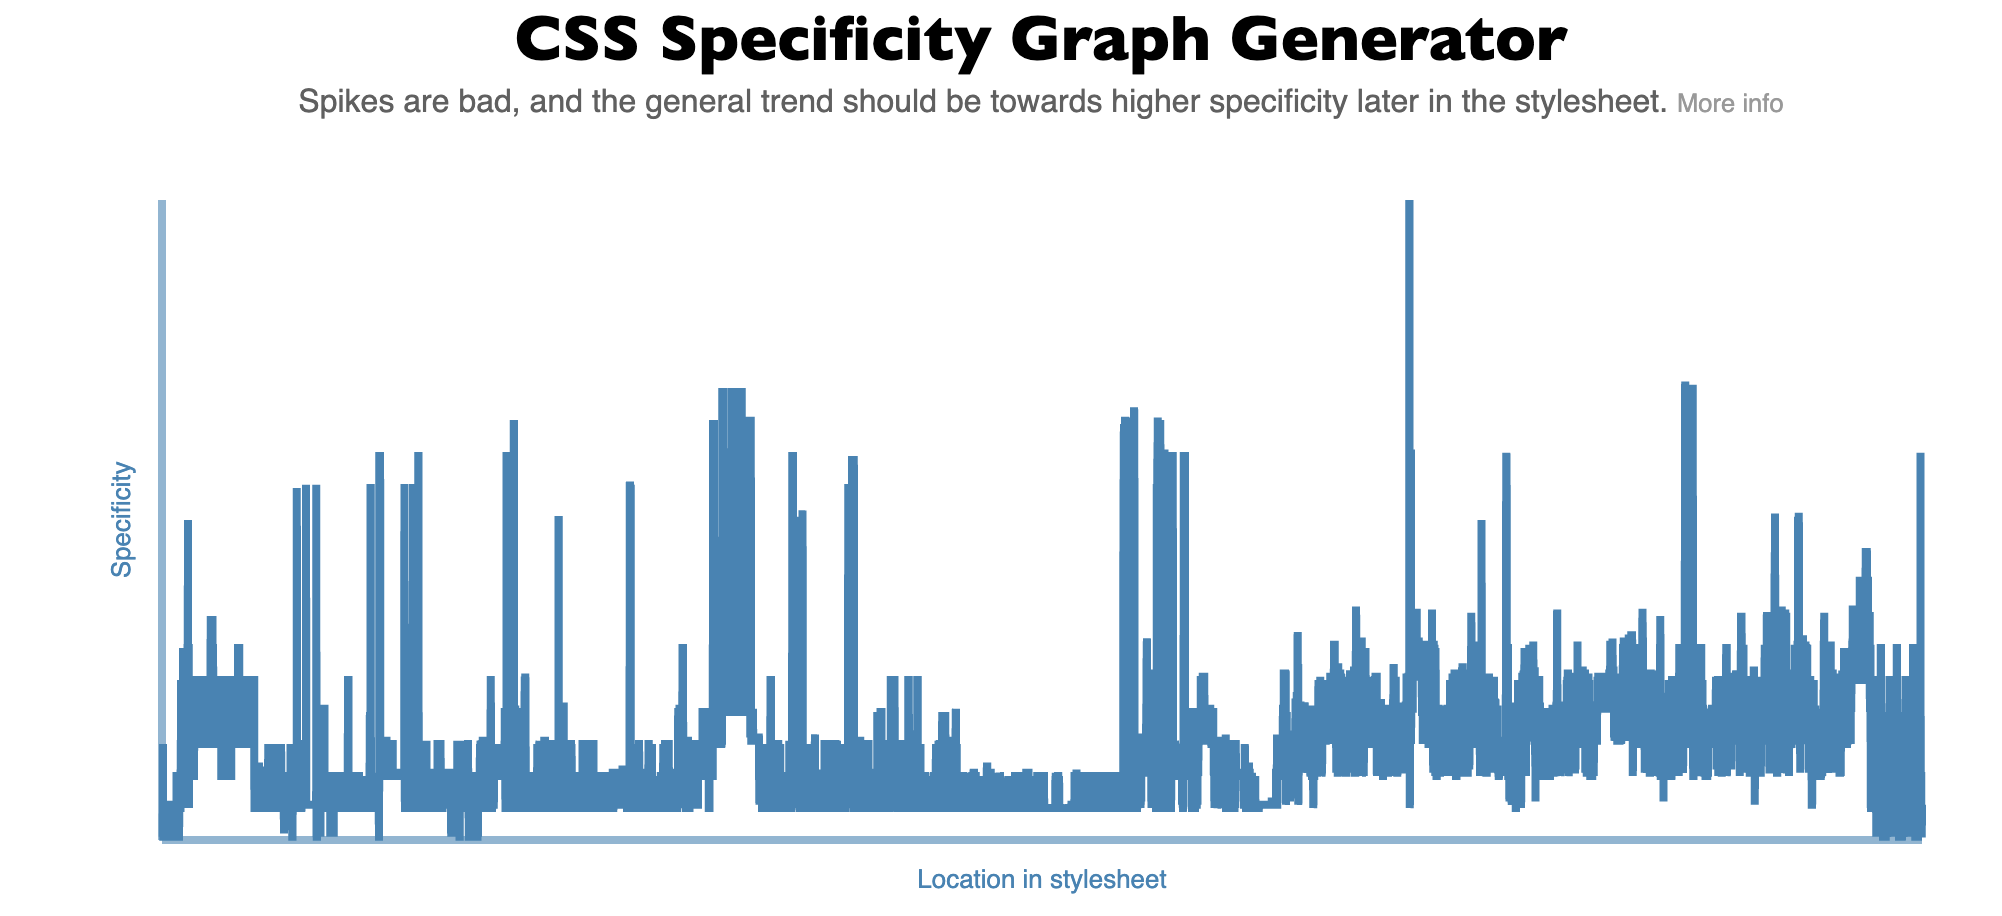 CSS Specificity Graph Generator
Spikes are bad, and the general trend should be towards higher specificity later in the stylesheet. More info
Specificity
Location in stylesheet